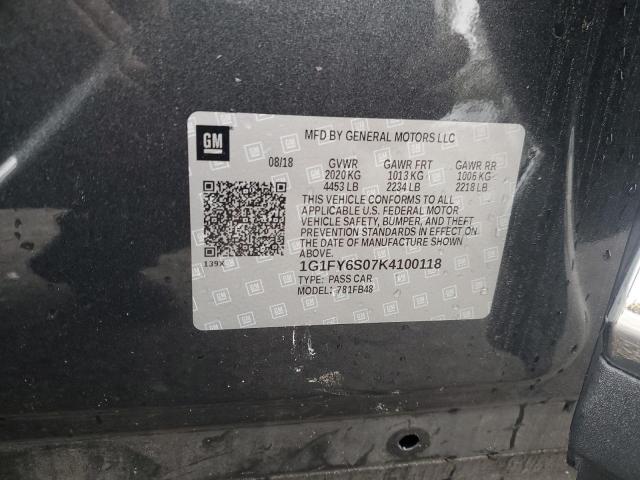 GM
MFD BY GENERAL MOTORS LLC
08/18 GVWR GAWR FRT GAWR RR
2020 KG 1013 KG 1006 KG
4453 LB 2234 LB 2218 LB
THIS VEHICLE CONFORMS TO ALL
APPLICABLE U.S. FEDERAL MOTOR
VEHICLE SAFETY, BUMPER, AND THEFT
PREVENTION STANDARDS IN EFFECT ON
THE DATE OF MANUFACTURE SHOWN
ABOVE.
139X
1G1FY6S07K4100118
TYPE: PASS CAR
MODEL: 781FB48